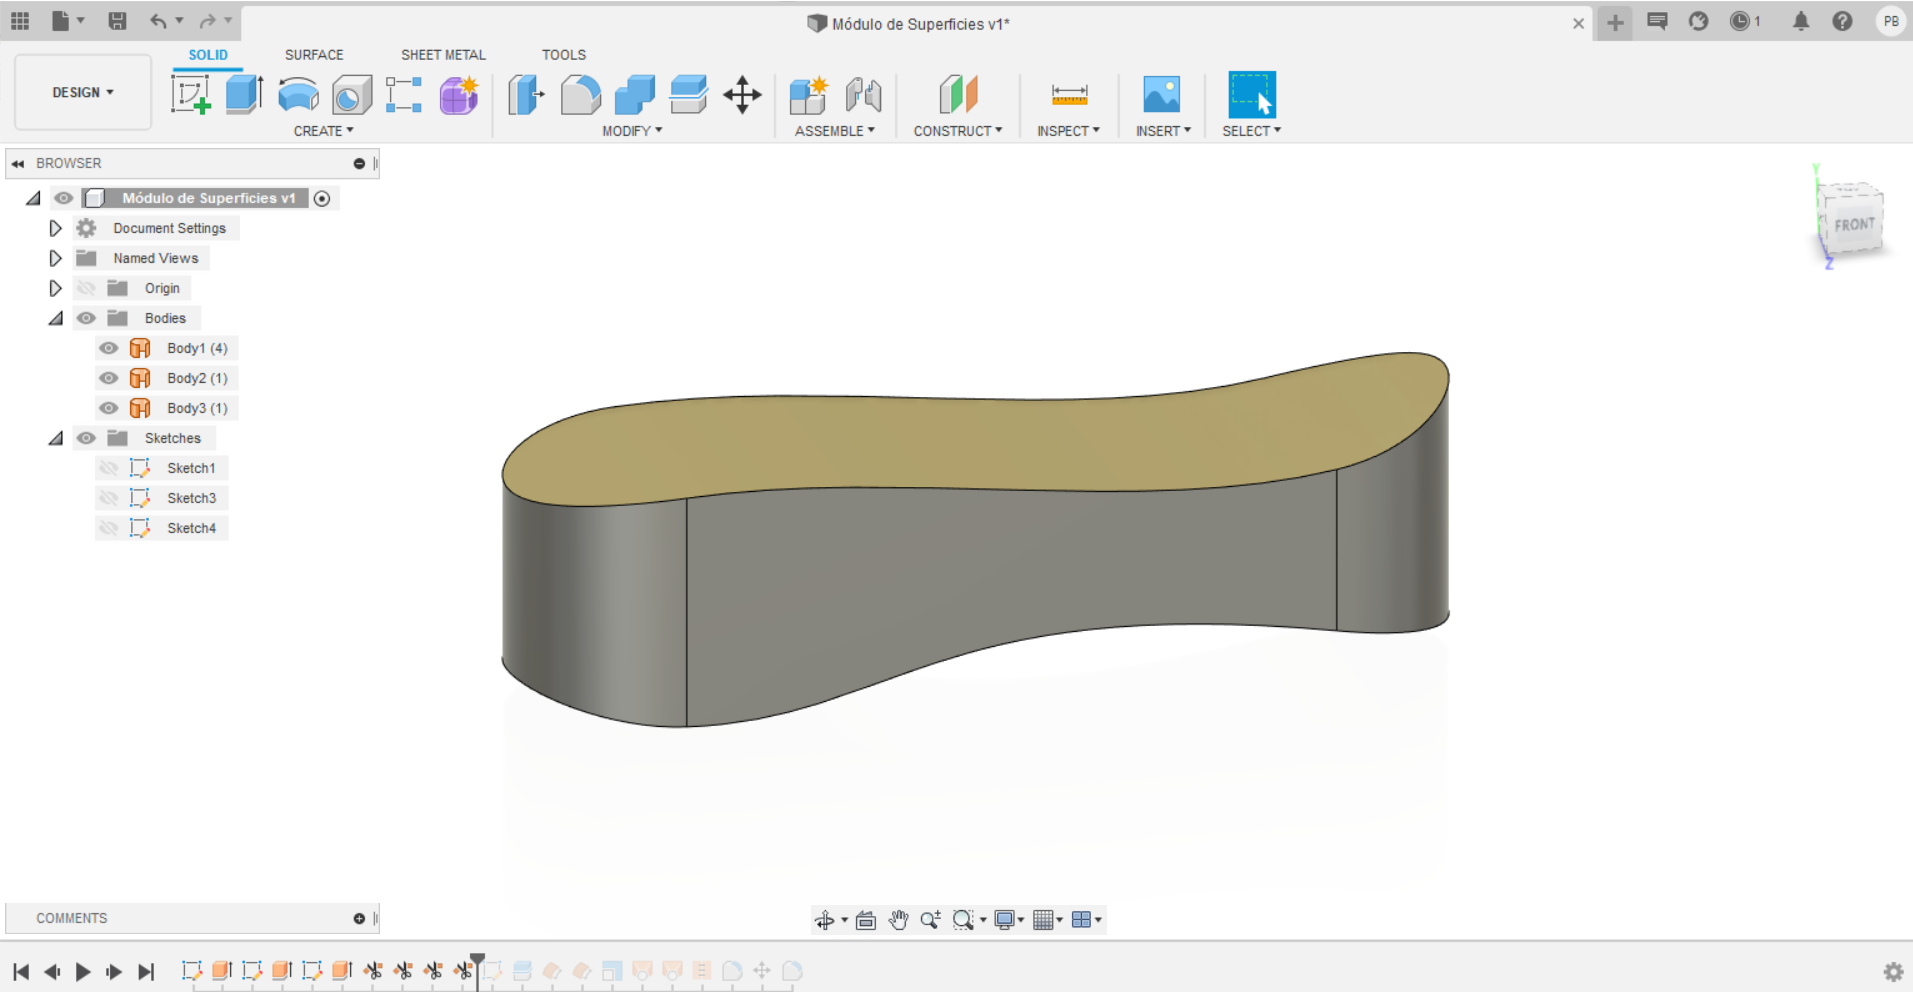 Módulo de Superficies v1*
1
PB
DESIGN
SOLID
SURFACE
SHEET METAL
TOOLS
CREATE
MODIFY
ASSEMBLE
CONSTRUCT
INSPECT
INSERT
SELECT
BROWSER
Módulo de Superficies v1
Document Settings
Named Views
Origin
Bodies
Body1 (4)
Body2 (1)
Body3 (1)
Sketches
Sketch1
Sketch3
Sketch4
Y
FRONT
Z
COMMENTS